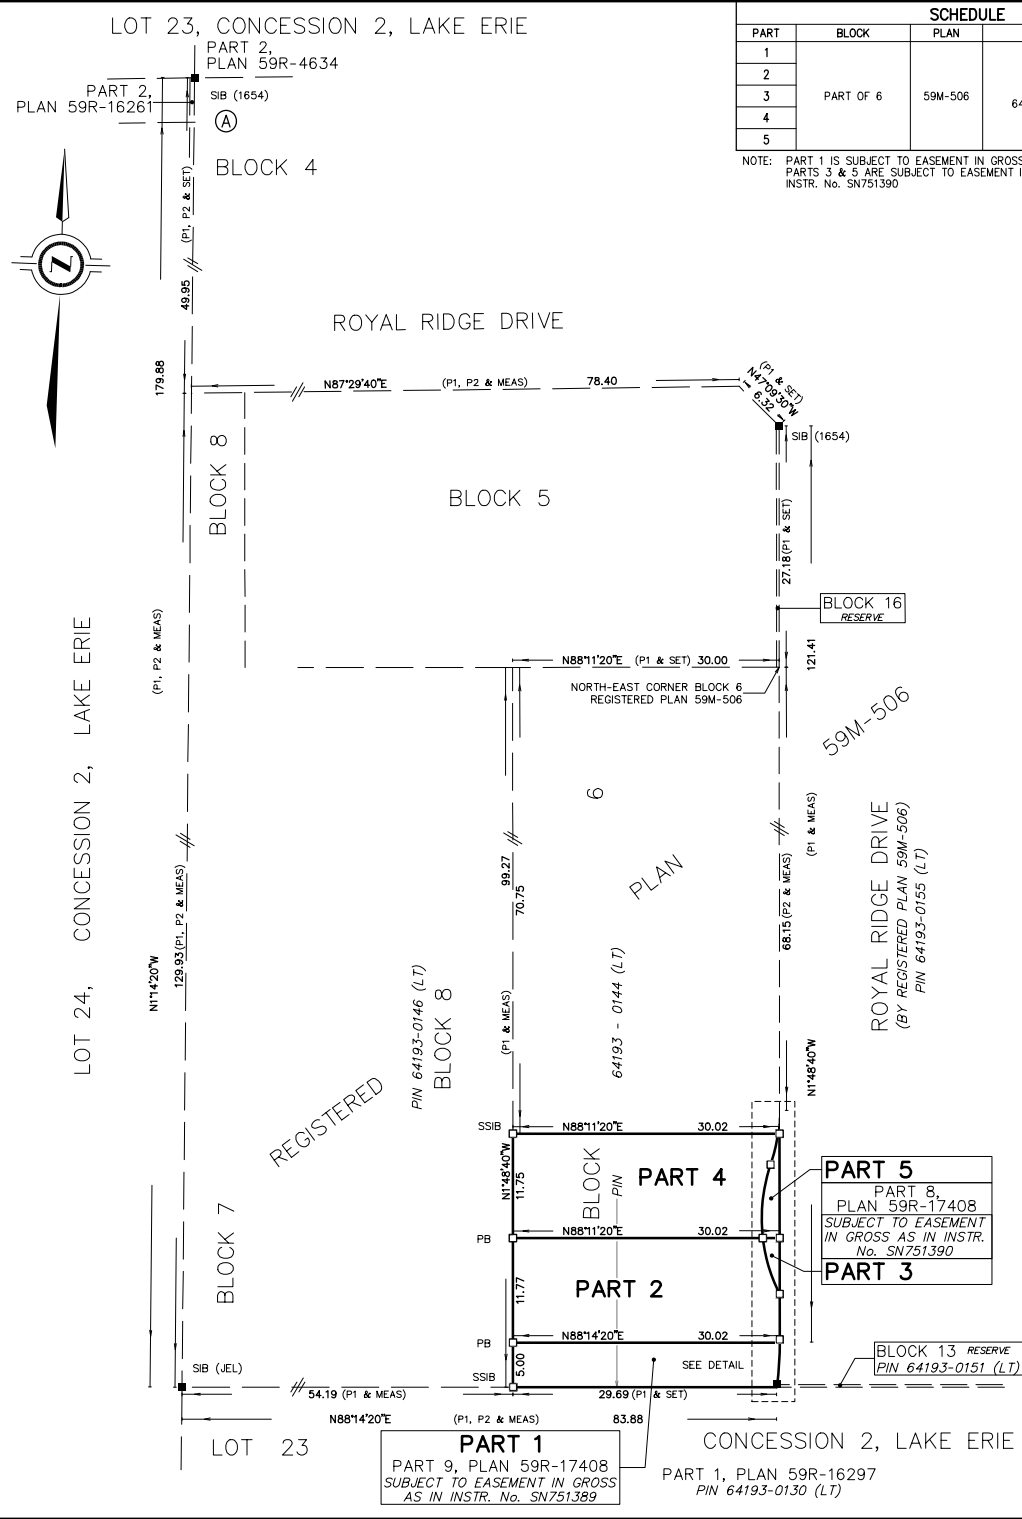 LOT 23, CONCESSION 2, LAKE ERIE
SCHEDULE
PART BLOCK PLAN
1
2
3 PART OF 6 59M-506 64
4
5
NOTE: PART 1 IS SUBJECT TO EASEMENT IN GROSS
PARTS 3 & 5 ARE SUBJECT TO EASEMENT I
INSTR. No. SN751390
PART 2,
PLAN 59R-4634
PART 2,
PLAN 59R-16261
SIB (1654)
A
BLOCK 4
(P1, P2 & SET)
49.95
179.88
Z
ROYAL RIDGE DRIVE
N87°29'40"E (P1, P2 & MEAS) 78.40
(P1 & SET)
N47°09'30"W
6.32
SIB (1654)
BLOCK 8
BLOCK 5
27.18 (P1 & SET)
BLOCK 16
RESERVE
121.41
N88°11'20"E (P1 & SET) 30.00
NORTH-EAST CORNER BLOCK 6
REGISTERED PLAN 59M-506
(P1, P2 & MEAS)
LOT 24, CONCESSION 2, LAKE ERIE
59M-506
6
PLAN
99.27
70.75
(P1 & MEAS)
68.15 (P2 & MEAS)
(P1 & MEAS)
ROYAL RIDGE DRIVE
(BY REGISTERED PLAN 59M-506)
PIN 64193-0155 (LT)
129.93 (P1, P2 & MEAS)
N1°14'20"W
PIN 64193-0146 (LT)
BLOCK 8
64193 - 0144 (LT)
N1°48'40"W
REGISTERED
SSIB
N88°11'20"E 30.02
N1°48'40"W
11.75
BLOCK
PIN
PART 4
PART 5
PART 8,
PLAN 59R-17408
SUBJECT TO EASEMENT
IN GROSS AS IN INSTR.
No. SN751390
PART 3
BLOCK 7
PB
N88°11'20"E 30.02
11.77
PART 2
PB
N88°14'20"E 30.02
5.00
SEE DETAIL
BLOCK 13 RESERVE
PIN 64193-0151 (LT)
SIB (JEL)
SSIB
54.19 (P1 & MEAS)
29.69 (P1 & SET)
N88°14'20"E (P1, P2 & MEAS) 83.88
LOT 23
CONCESSION 2, LAKE ERIE
PART 1
PART 9, PLAN 59R-17408
SUBJECT TO EASEMENT IN GROSS
AS IN INSTR. No. SN751389
PART 1, PLAN 59R-16297
PIN 64193-0130 (LT)